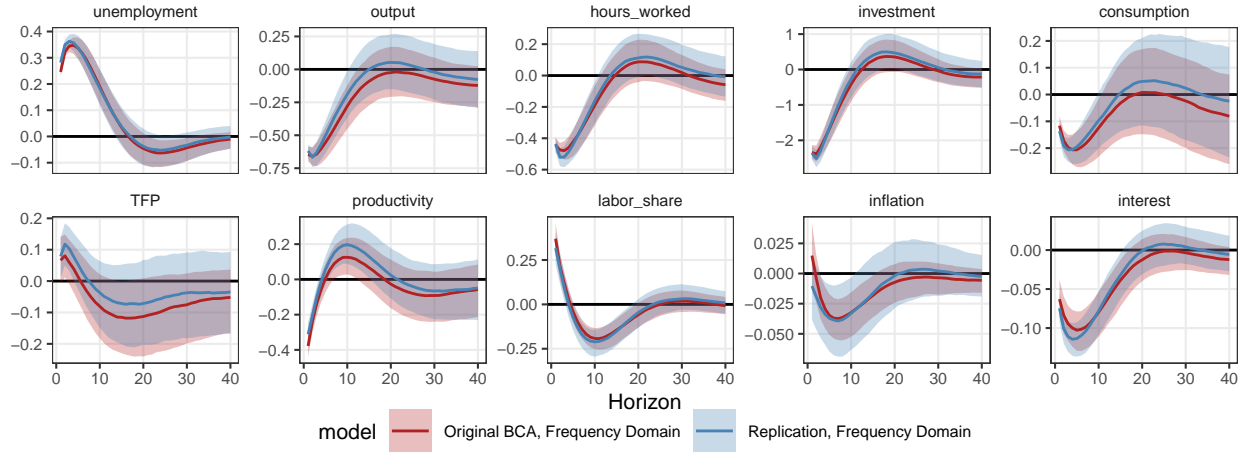 unemployment output hours_worked investment consumption
0.4 0.3 0.2 0.1 0.0 −0.1
0.25 0.00 −0.25 −0.50 −0.75
0.2 0.0 −0.2 −0.4 −0.6
1 0 −1 −2
0.2 0.1 0.0 −0.1 −0.2
TFP productivity labor_share inflation interest
0.2 0.1 0.0 −0.1 −0.2
0.2 0.0 −0.2 −0.4
0.25 0.00 −0.25
0.025 0.000 −0.025 −0.050
0.00 −0.05 −0.10
0 10 20 30 40 0 10 20 30 40 0 10 20 30 40 0 10 20 30 40 0 10 20 30 40
Horizon
model Original BCA, Frequency Domain Replication, Frequency Domain